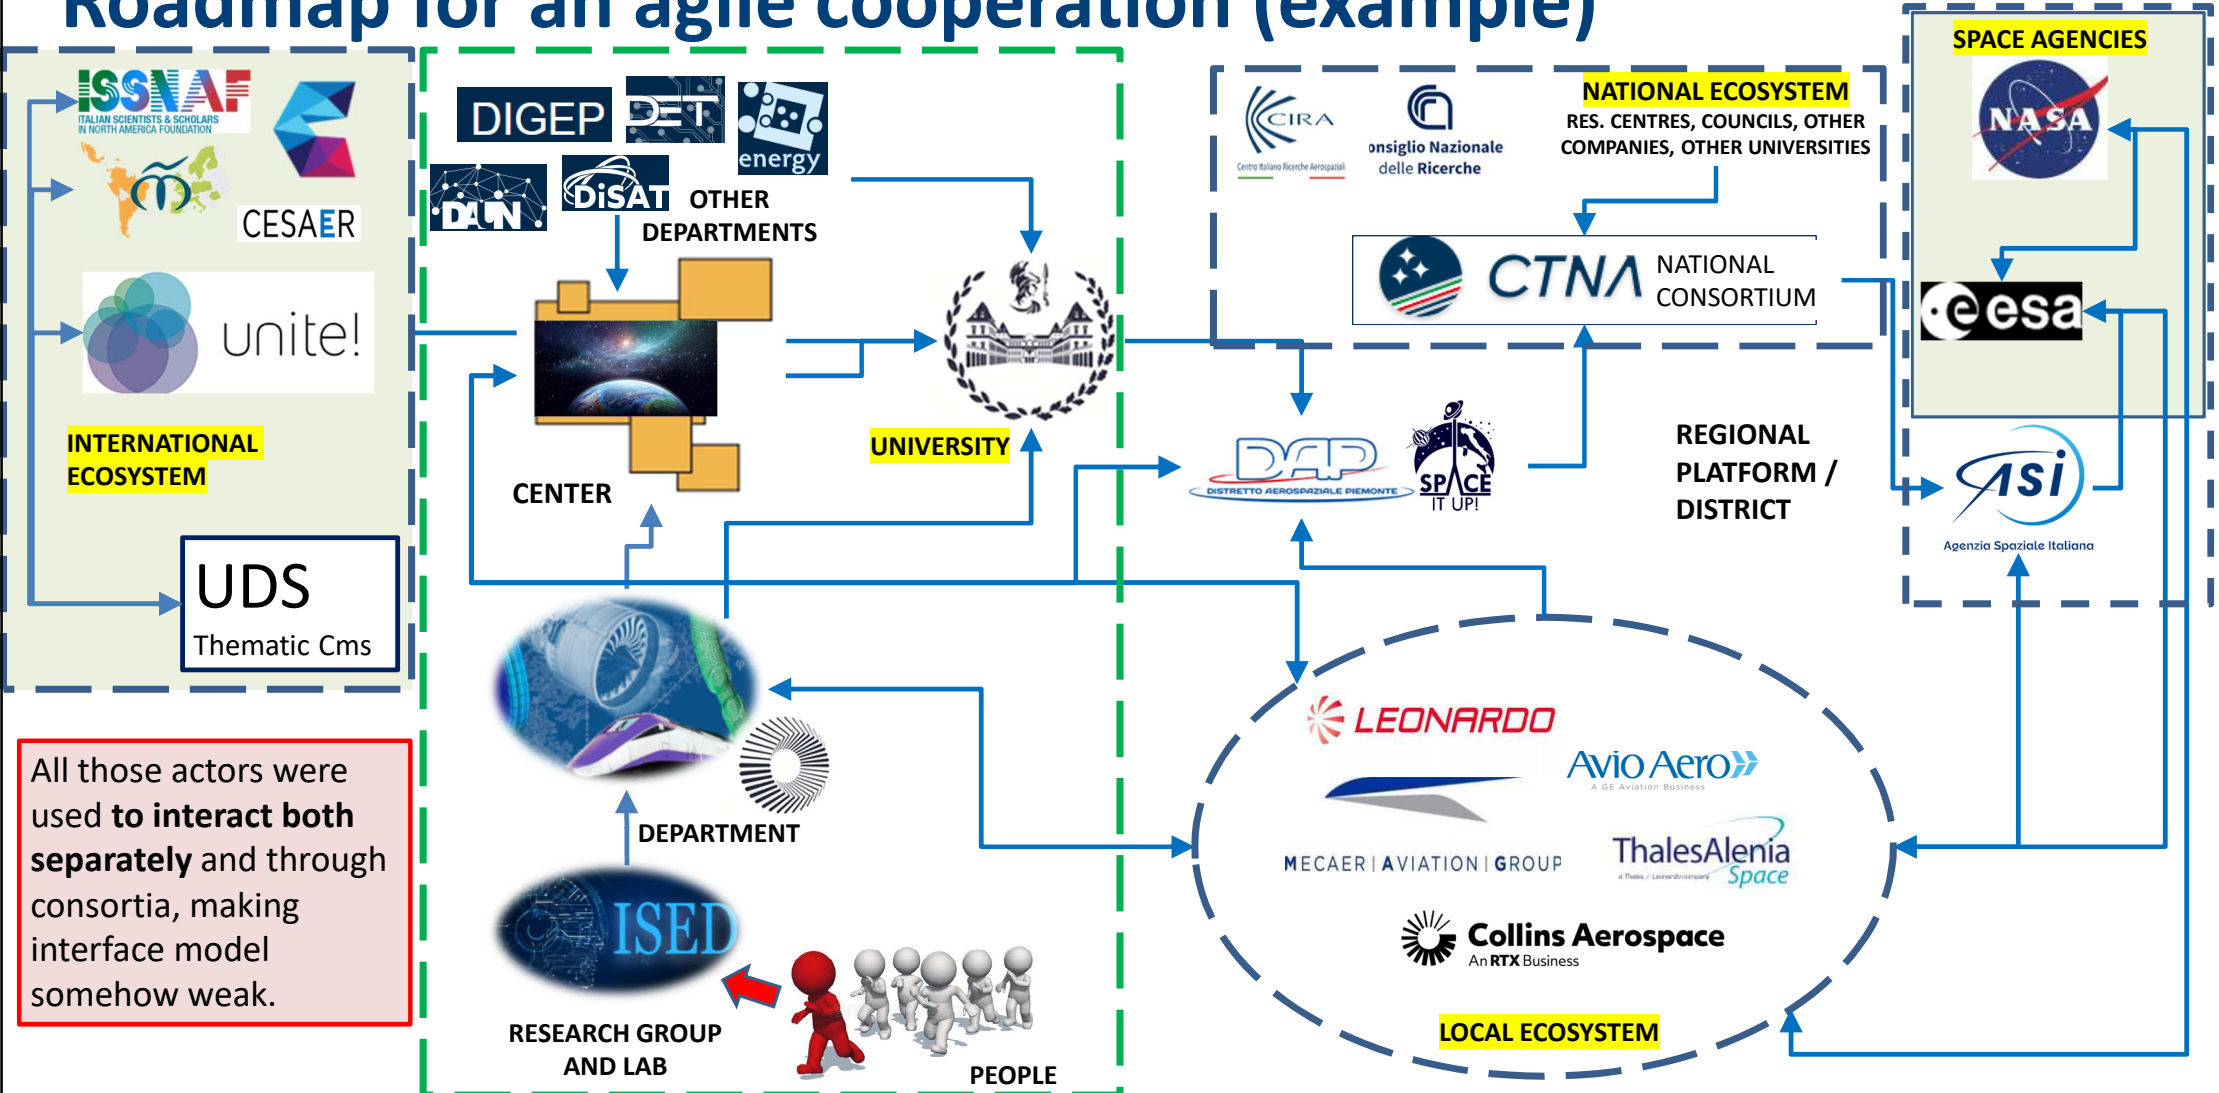 Roadmap for an agile cooperation (example)
ISSNAF
ITALIAN SCIENTISTS & SCHOLARS
IN NORTH AMERICA FOUNDATION
CESAER
unite!
INTERNATIONAL
ECOSYSTEM
UDS
Thematic Cms
All those actors were
used to interact both
separately and through
consortia, making
interface model
somehow weak.
DIGEP
DET
energy
DAUIN
DiSAT
OTHER
DEPARTMENTS
CENTER
UNIVERSITY
DEPARTMENT
ISED
RESEARCH GROUP
AND LAB
PEOPLE
CIRA
Centro Italiano Ricerche Aerospaziali
onsiglio Nazionale
delle Ricerche
NATIONAL ECOSYSTEM
RES. CENTRES, COUNCILS, OTHER
COMPANIES, OTHER UNIVERSITIES
CTNA
NATIONAL
CONSORTIUM
DAP
DISTRETTO AEROSPAZIALE PIEMONTE
SPACE
IT UP!
REGIONAL
PLATFORM /
DISTRICT
SPACE AGENCIES
NASA
esa
ASI
Agenzia Spaziale Italiana
LEONARDO
Avio Aero
A GE Aviation Business
MECAER | AVIATION | GROUP
ThalesAlenia
a Thales / Leonardo company
Space
Collins Aerospace
An RTX Business
LOCAL ECOSYSTEM